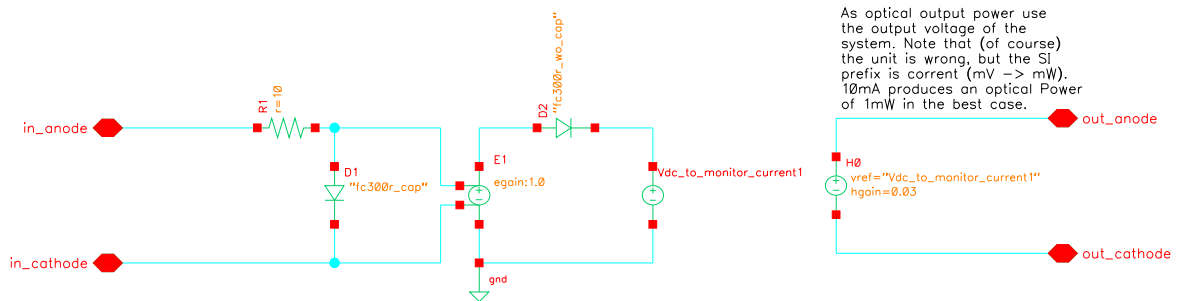 As optical output power use
the output voltage of the
system. Note that (of course)
the unit is wrong, but the SI
prefix is corrent (mV -> mW).
10mA produces an optical Power
of 1mW in the best case.
in_anode
R1
r=10
D1
"fc300r_cap"
in_cathode
E1
egain:1.0
gnd
D2
"fc300r_wo_cap"
Vdc_to_monitor_current1
H0
vref="Vdc_to_monitor_current1"
hgain=0.03
out_anode
out_cathode